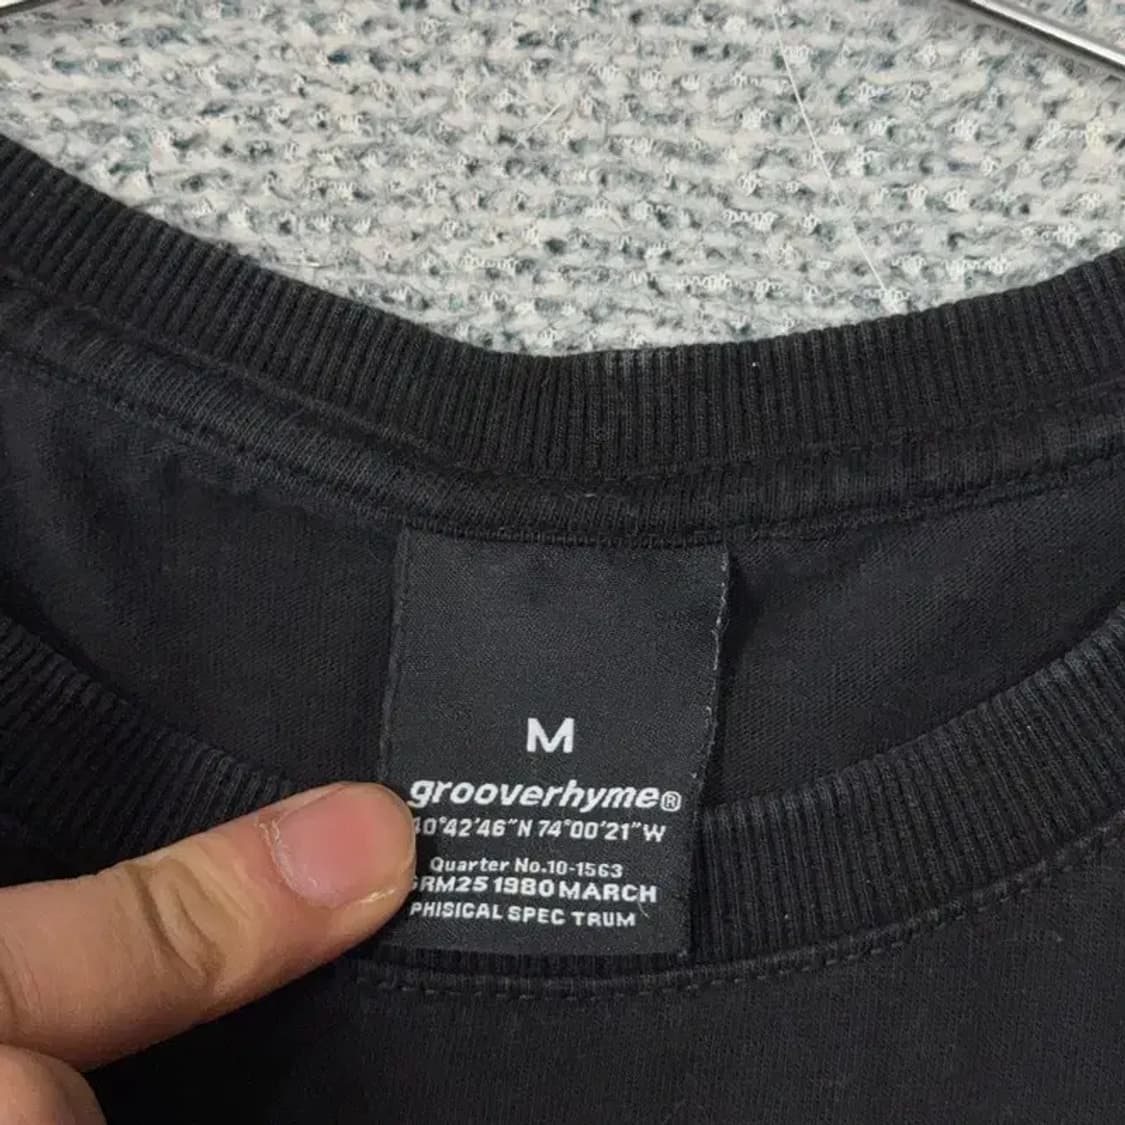 M
grooverhyme®
40°42'46"N 74°00'21"W
Quarter No.10-1563
GRM25 1980 MARCH
PHISICAL SPEC TRUM